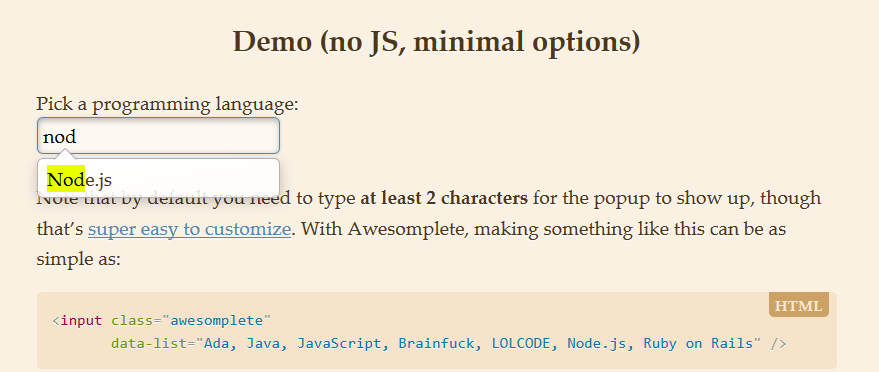 Demo (no JS, minimal options)
Pick a programming language:
nod
Node.js
Note that by default you need to type at least 2 characters for the popup to show up, though
that’s super easy to customize. With Awesomplete, making something like this can be as
simple as:
HTML
<input class="awesomplete"
data-list="Ada, Java, JavaScript, Brainfuck, LOLCODE, Node.js, Ruby on Rails" />